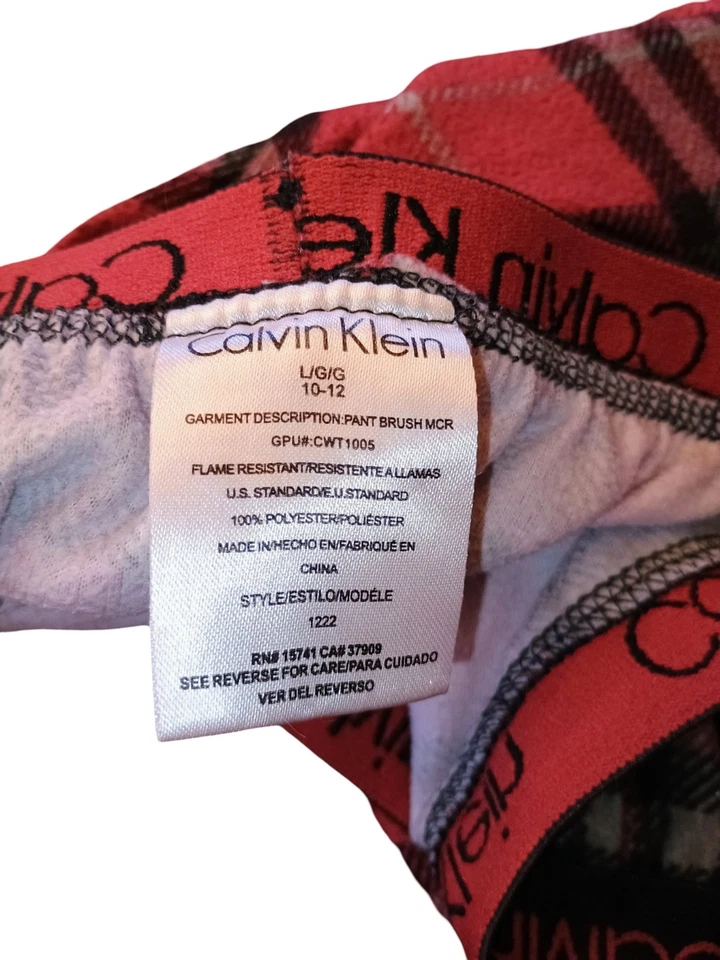 Calvin Kle
Calvin Klein
L/G/G
10-12
GARMENT DESCRIPTION:PANT BRUSH MCR
GPU#:CWT1005
FLAME RESISTANT/RESISTENTE A LLAMAS
U.S. STANDARD/E.U.STANDARD
100% POLYESTER/POLIÉSTER
MADE IN/HECHO EN/FABRIQUÉ EN
CHINA
STYLE/ESTILO/MODÉLE
1222
RN# 15741 CA# 37909
SEE REVERSE FOR CARE/PARA CUIDADO
VER DEL REVERSO